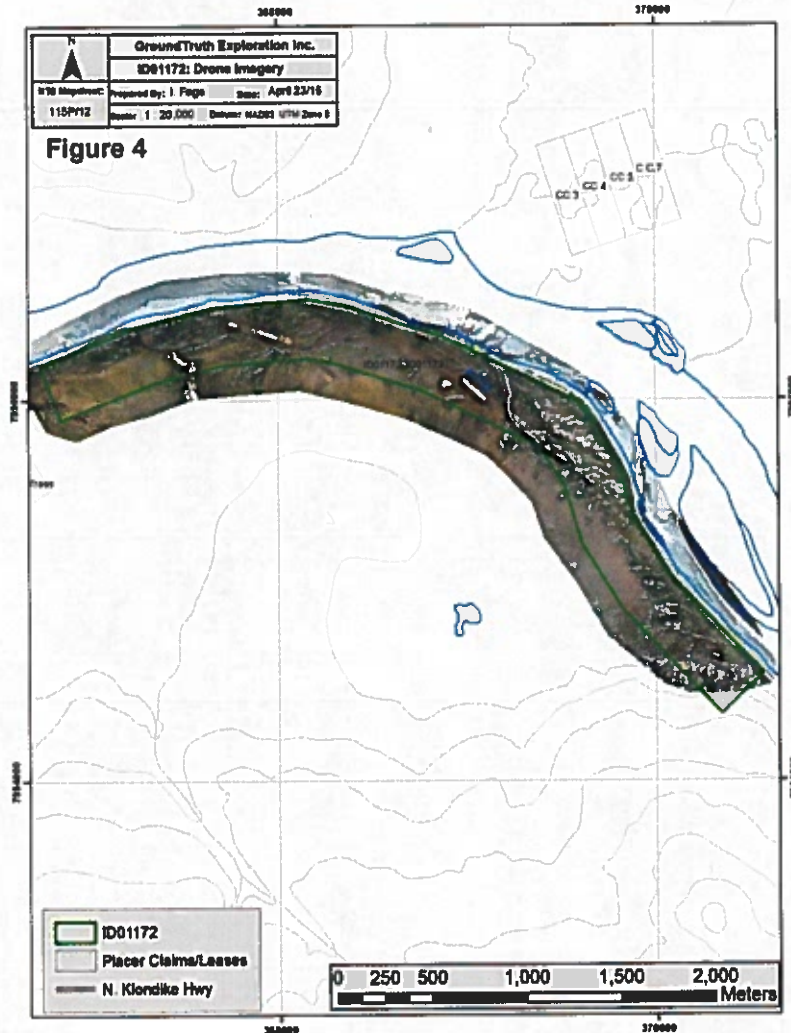 368000 370000
N
GroundTruth Exploration Inc.
ID01172: Drone Imagery
Prepared By: I. Fage Date: April 23/15
115P/12
1 : 20,000 Datum: NAD83 UTM Zone 8
Figure 4
CC 3 CC 4 CC 5 CC 7
ID01172
Placer Claims/Leases
N. Klondike Hwy
0 250 500 1,000 1,500 2,000
Meters
370000